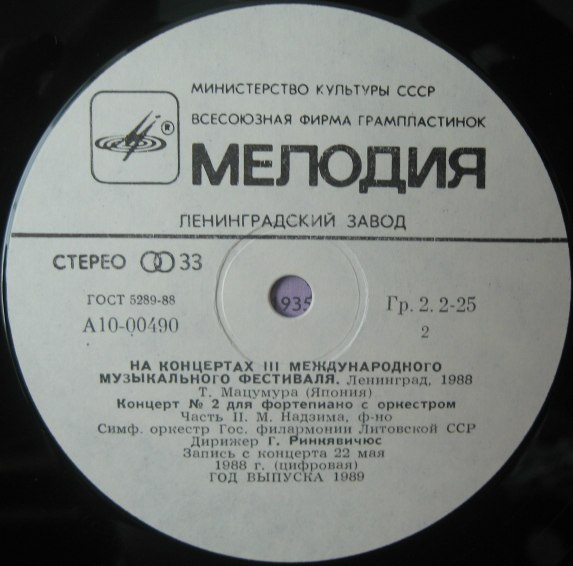 МИНИСТЕРСТВО КУЛЬТУРЫ СССР
ВСЕСОЮЗНАЯ ФИРМА ГРАМПЛАСТИНОК
®
МЕЛОДИЯ
ЛЕНИНГРАДСКИЙ ЗАВОД
СТЕРЕО 33
ГОСТ 5289-88
935
Гр. 2. 2-25
А10-00490
2
НА КОНЦЕРТАХ III МЕЖДУНАРОДНОГО
МУЗЫКАЛЬНОГО ФЕСТИВАЛЯ. Ленинград, 1988
Т. Мацумура (Япония)
Концерт № 2 для фортепиано с оркестром
Часть II. М. Надзима, ф-но
Симф. оркестр Гос. филармонии Литовской ССР
Дирижер Г. Ринкявичюс
Запись с концерта 22 мая
1988 г. (цифровая)
ГОД ВЫПУСКА 1989